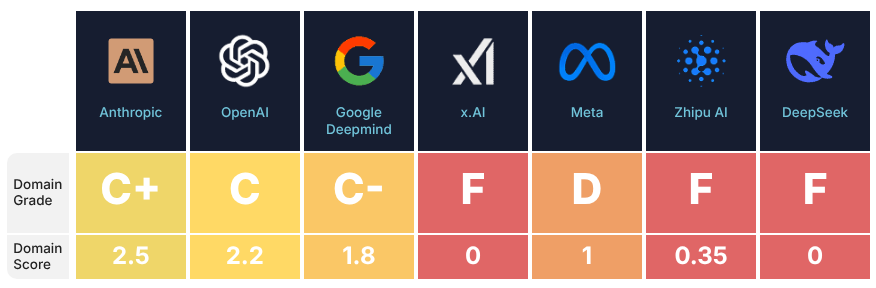 Anthropic
OpenAI
Google
Deepmind
x.AI
Meta
Zhipu AI
DeepSeek
Domain
Grade
C+
C
C-
F
D
F
F
Domain
Score
2.5
2.2
1.8
0
1
0.35
0